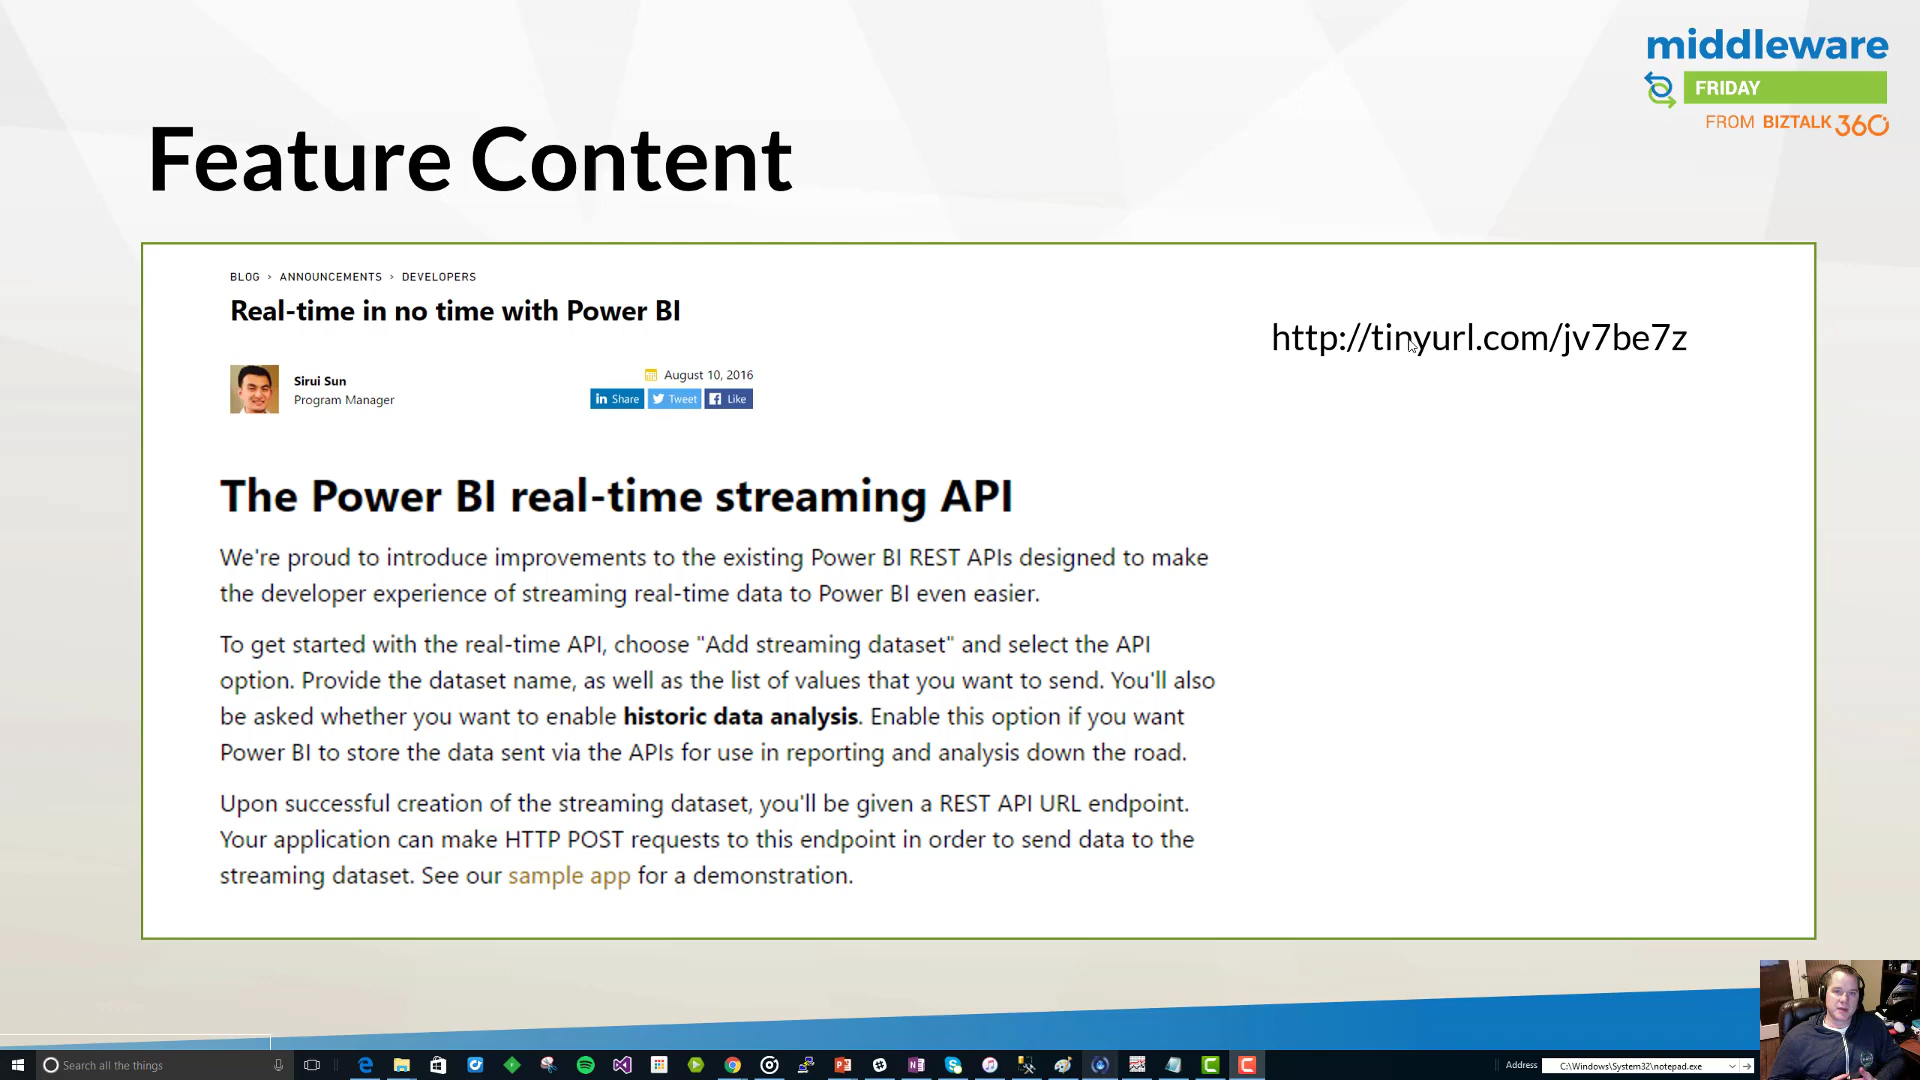 middleware
FRIDAY
FROM BIZTALK 360
Feature Content
BLOG › ANNOUNCEMENTS › DEVELOPERS
Real-time in no time with Power BI
http://tinyurl.com/jv7be7z
Sirui Sun
Program Manager
August 10, 2016
in Share
Tweet
Like
The Power BI real-time streaming API
We're proud to introduce improvements to the existing Power BI REST APIs designed to make
the developer experience of streaming real-time data to Power BI even easier.
To get started with the real-time API, choose "Add streaming dataset" and select the API
option. Provide the dataset name, as well as the list of values that you want to send. You'll also
be asked whether you want to enable historic data analysis. Enable this option if you want
Power BI to store the data sent via the APIs for use in reporting and analysis down the road.
Upon successful creation of the streaming dataset, you'll be given a REST API URL endpoint.
Your application can make HTTP POST requests to this endpoint in order to send data to the
streaming dataset. See our sample app for a demonstration.
Search all the things
Address
C:\Windows\System32\notepad.exe